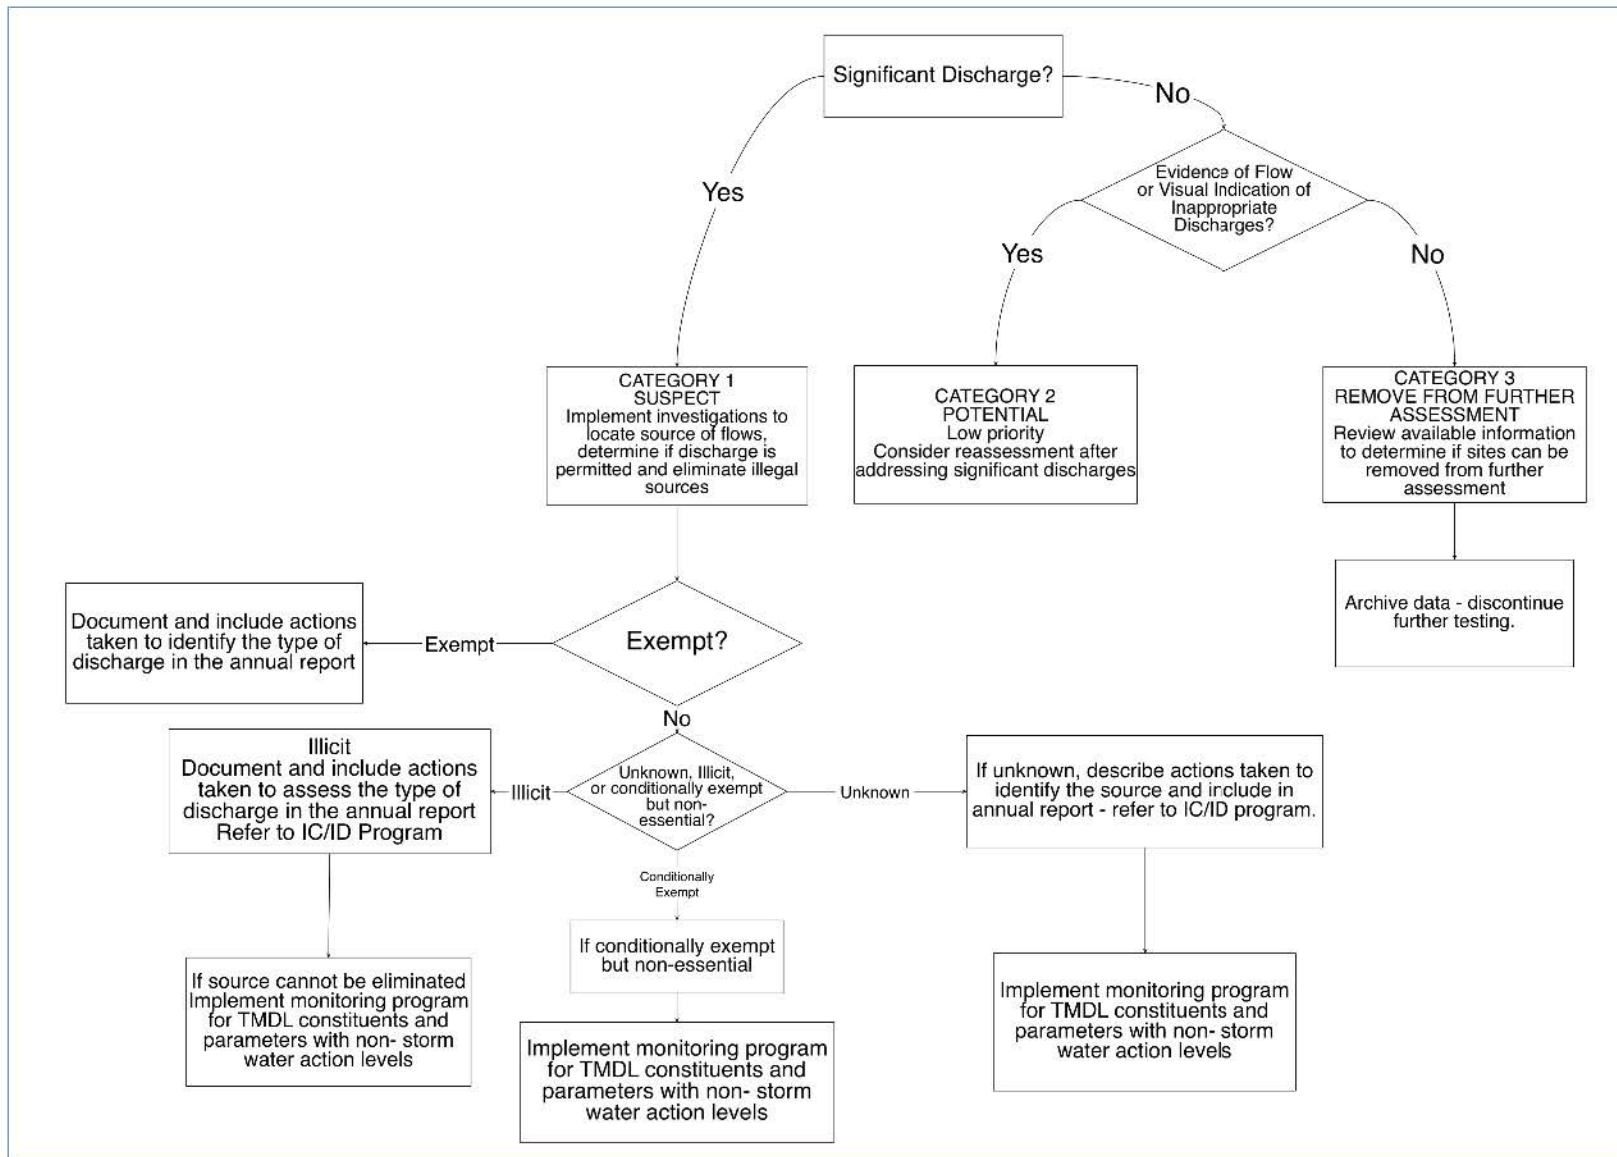 Significant Discharge?
No
Evidence of Flow
or Visual Indication of
Inappropriate
Discharges?
Yes
Yes
No
CATEGORY 1
SUSPECT
Implement investigations to
locate source of flows,
determine if discharge is
permitted and eliminate illegal
sources
CATEGORY 2
POTENTIAL
Low priority
Consider reassessment after
addressing significant discharges
CATEGORY 3
REMOVE FROM FURTHER
ASSESSMENT
Review available information
to determine if sites can be
removed from further
assessment
Archive data - discontinue
further testing.
Document and include actions
taken to identify the type of
discharge in the annual report
Exempt
Exempt?
No
Illicit
Document and include actions
taken to assess the type of
discharge in the annual report
Refer to IC/ID Program
Illicit
Unknown, Illicit,
or conditionally exempt
but non-
essential?
Unknown
If unknown, describe actions taken to
identify the source and include in
annual report - refer to IC/ID program.
Conditionally
Exempt
If conditionally exempt
but non-essential
If source cannot be eliminated
Implement monitoring program
for TMDL constituents and
parameters with non- storm
water action levels
Implement monitoring program
for TMDL constituents and
parameters with non- storm
water action levels
Implement monitoring program
for TMDL constituents and
parameters with non- storm
water action levels